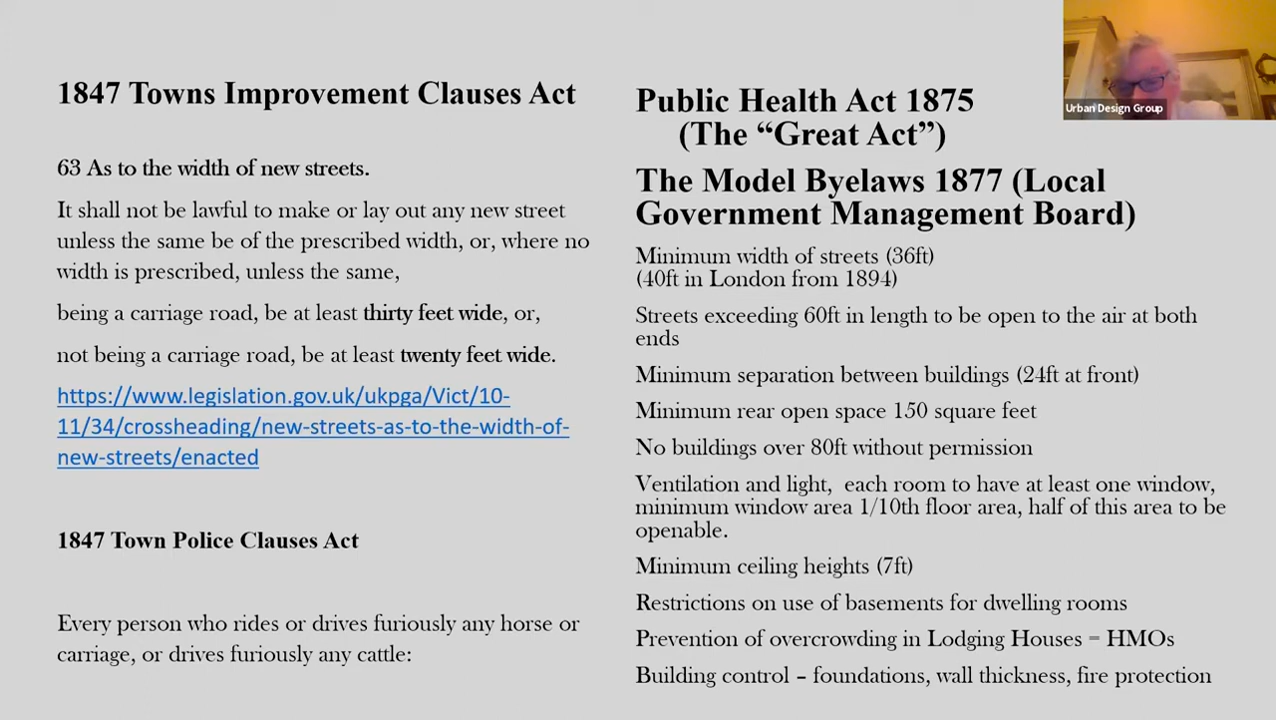 1847 Towns Improvement Clauses Act
63 As to the width of new streets.
It shall not be lawful to make or lay out any new street
unless the same be of the prescribed width, or, where no
width is prescribed, unless the same,
being a carriage road, be at least thirty feet wide, or,
not being a carriage road, be at least twenty feet wide.
https://www.legislation.gov.uk/ukpga/Vict/10-
11/34/crossheading/new-streets-as-to-the-width-of-
new-streets/enacted
1847 Town Police Clauses Act
Every person who rides or drives furiously any horse or
carriage, or drives furiously any cattle:
Public Health Act 1875
(The “Great Act”)
The Model Byelaws 1877 (Local
Government Management Board)
Minimum width of streets (36ft)
(40ft in London from 1894)
Streets exceeding 60ft in length to be open to the air at both
ends
Minimum separation between buildings (24ft at front)
Minimum rear open space 150 square feet
No buildings over 80ft without permission
Ventilation and light, each room to have at least one window,
minimum window area 1/10th floor area, half of this area to be
openable.
Minimum ceiling heights (7ft)
Restrictions on use of basements for dwelling rooms
Prevention of overcrowding in Lodging Houses = HMOs
Building control – foundations, wall thickness, fire protection
Urban Design Group